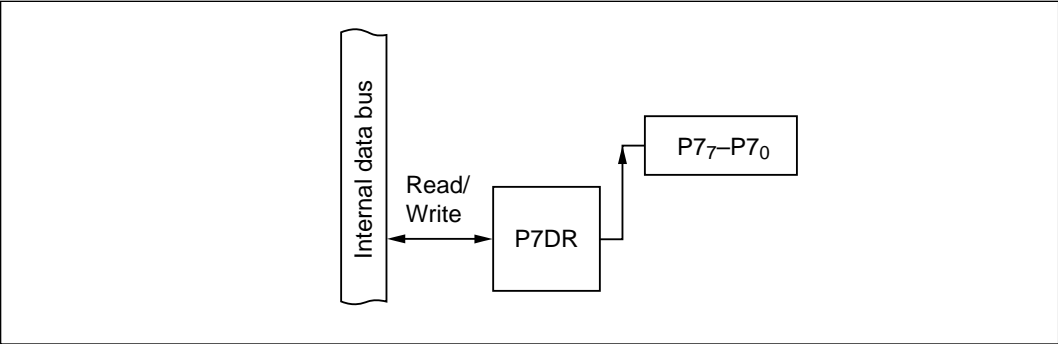 Internal data bus
Read/
Write
P7DR
P7₇–P7₀